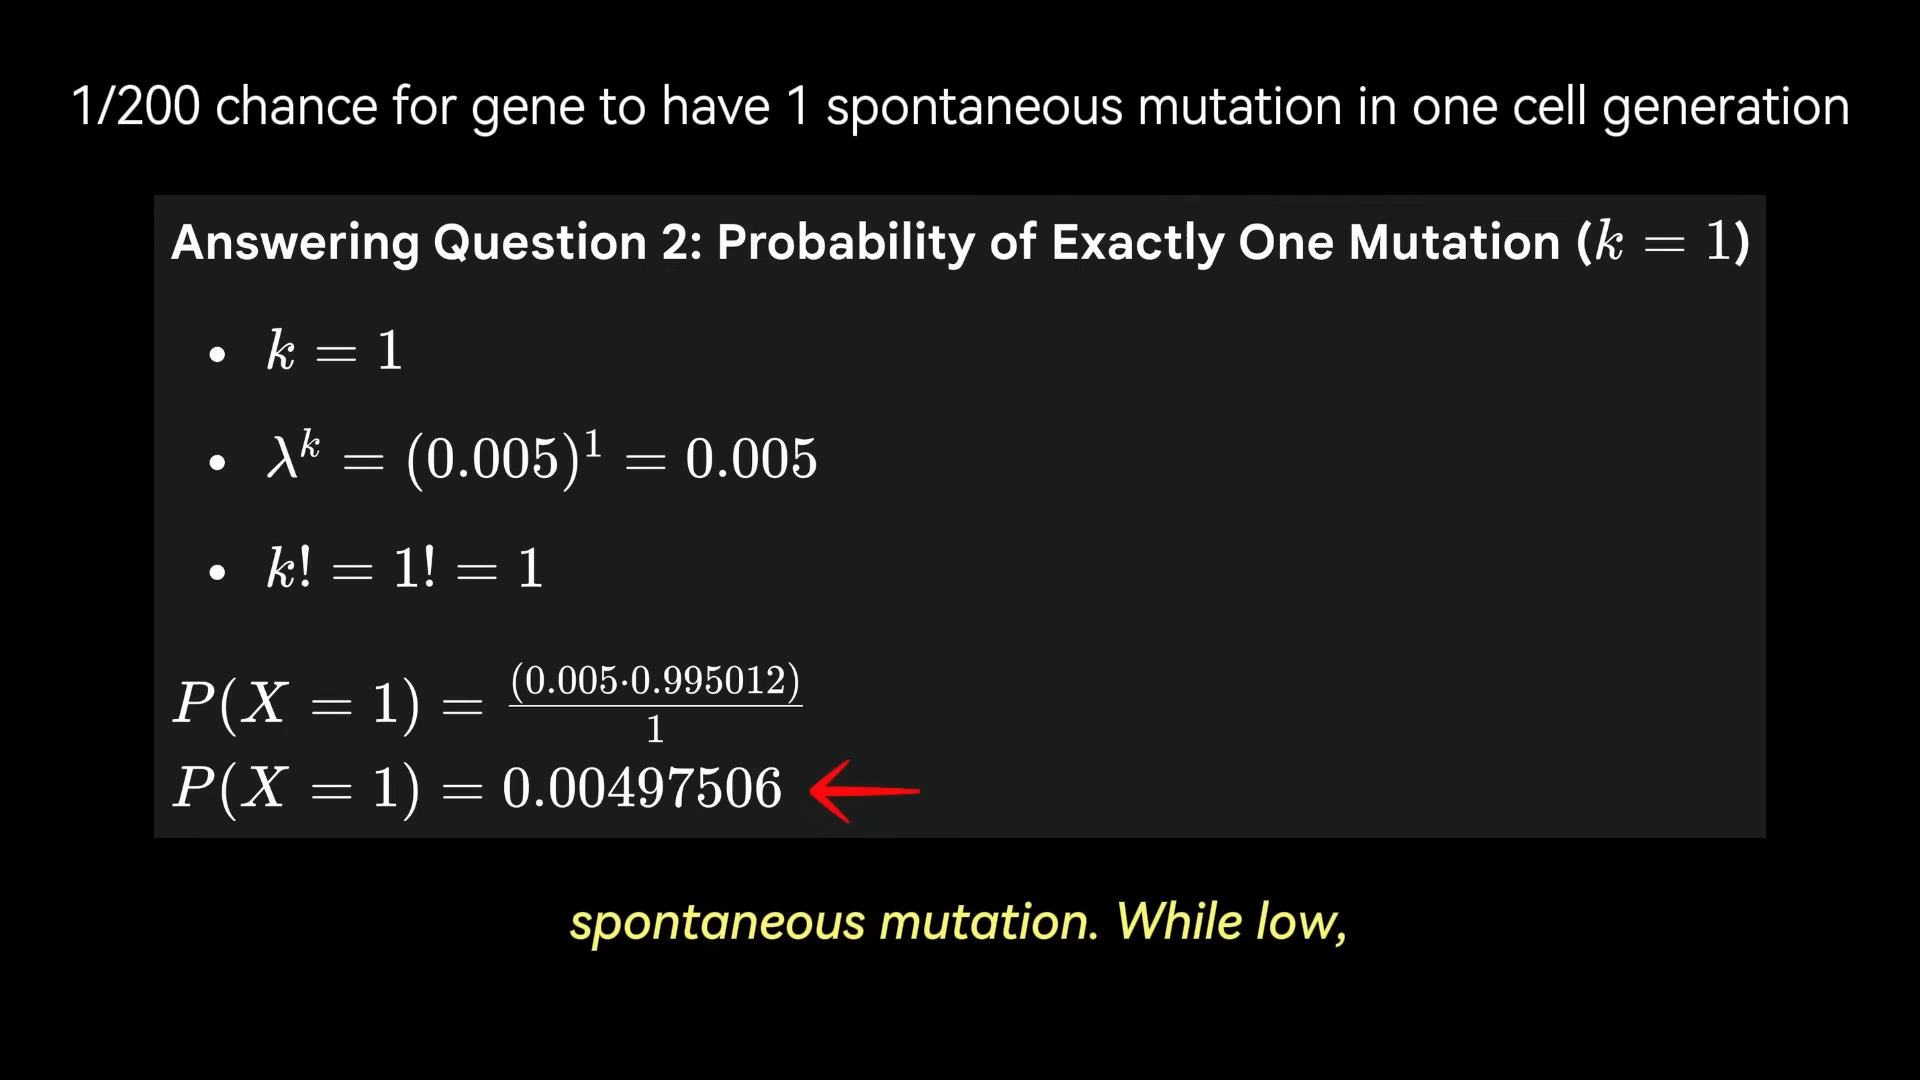 1/200 chance for gene to have 1 spontaneous mutation in one cell generation
Answering Question 2: Probability of Exactly One Mutation (k = 1)
• k = 1
• λ^k = (0.005)^1 = 0.005
• k! = 1! = 1
P(X = 1) = (0.005·0.995012)/1
P(X = 1) = 0.00497506
spontaneous mutation. While low,